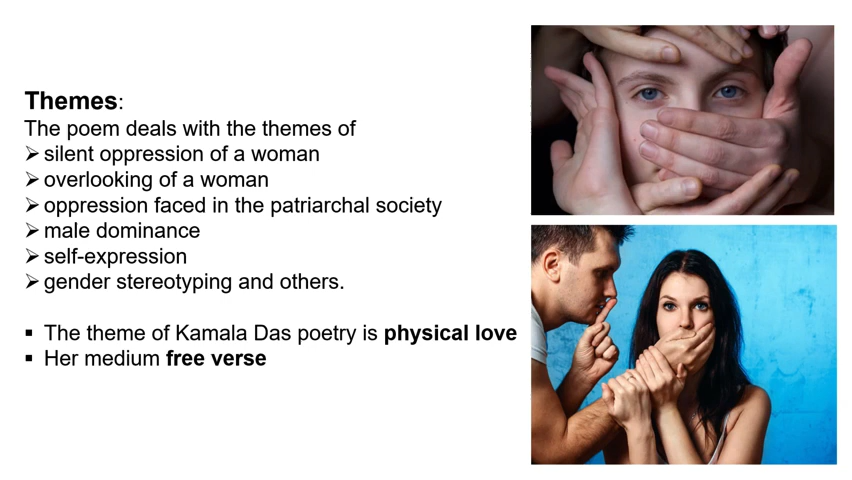 Themes:
The poem deals with the themes of
➢ silent oppression of a woman
➢ overlooking of a woman
➢ oppression faced in the patriarchal society
➢ male dominance
➢ self-expression
➢ gender stereotyping and others.
▪ The theme of Kamala Das poetry is physical love
▪ Her medium free verse